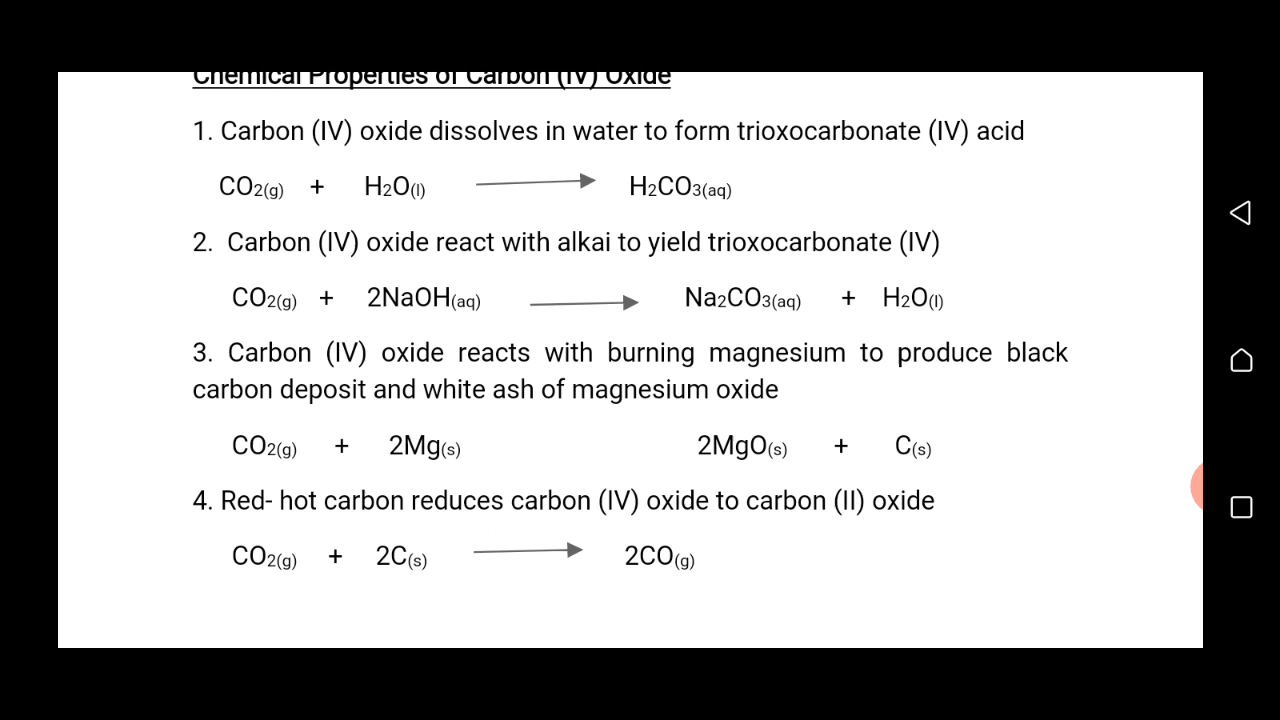 Chemical Properties of Carbon (IV) Oxide
1. Carbon (IV) oxide dissolves in water to form trioxocarbonate (IV) acid
CO2(g) + H2O(l) ⟶ H2CO3(aq)
2. Carbon (IV) oxide react with alkai to yield trioxocarbonate (IV)
CO2(g) + 2NaOH(aq) ⟶ Na2CO3(aq) + H2O(l)
3. Carbon (IV) oxide reacts with burning magnesium to produce black
carbon deposit and white ash of magnesium oxide
CO2(g) + 2Mg(s) 2MgO(s) + C(s)
4. Red- hot carbon reduces carbon (IV) oxide to carbon (II) oxide
CO2(g) + 2C(s) ⟶ 2CO(g)